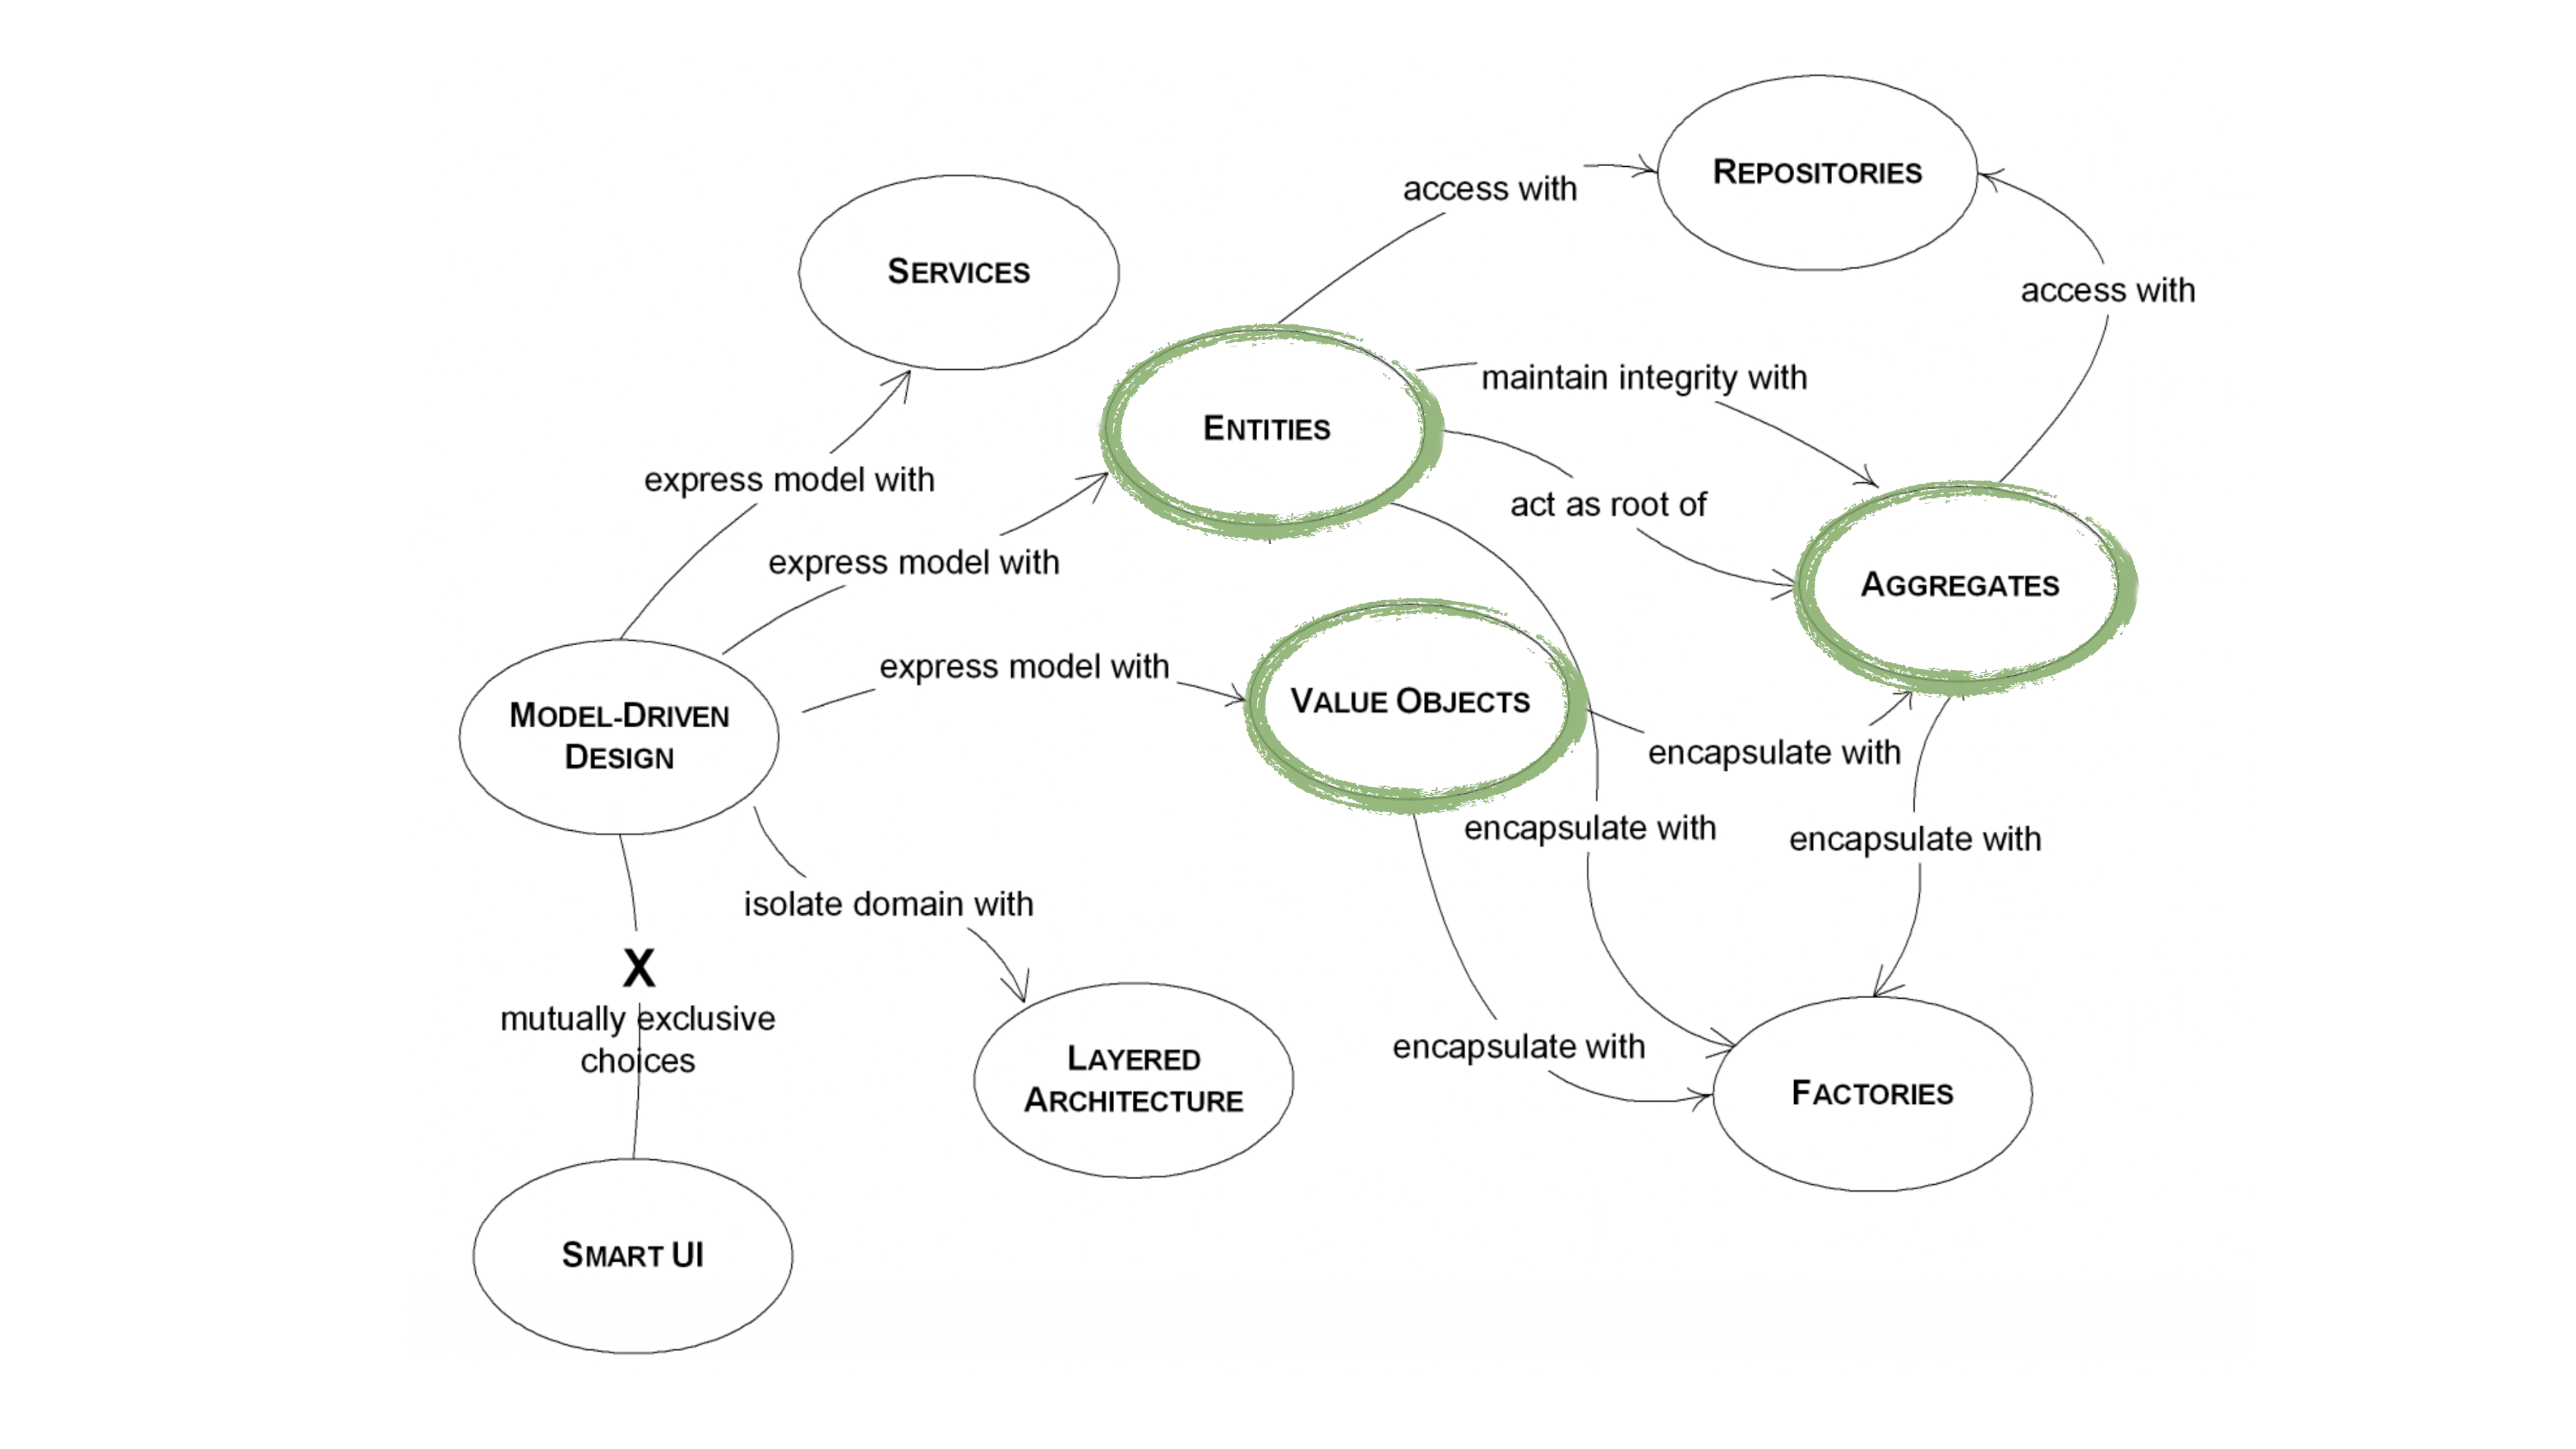 REPOSITORIES
access with
SERVICES
access with
maintain integrity with
ENTITIES
express model with
act as root of
express model with
AGGREGATES
express model with
VALUE OBJECTS
MODEL-DRIVEN
DESIGN
encapsulate with
encapsulate with
encapsulate with
isolate domain with
X
mutually exclusive
choices
encapsulate with
LAYERED
ARCHITECTURE
FACTORIES
SMART UI